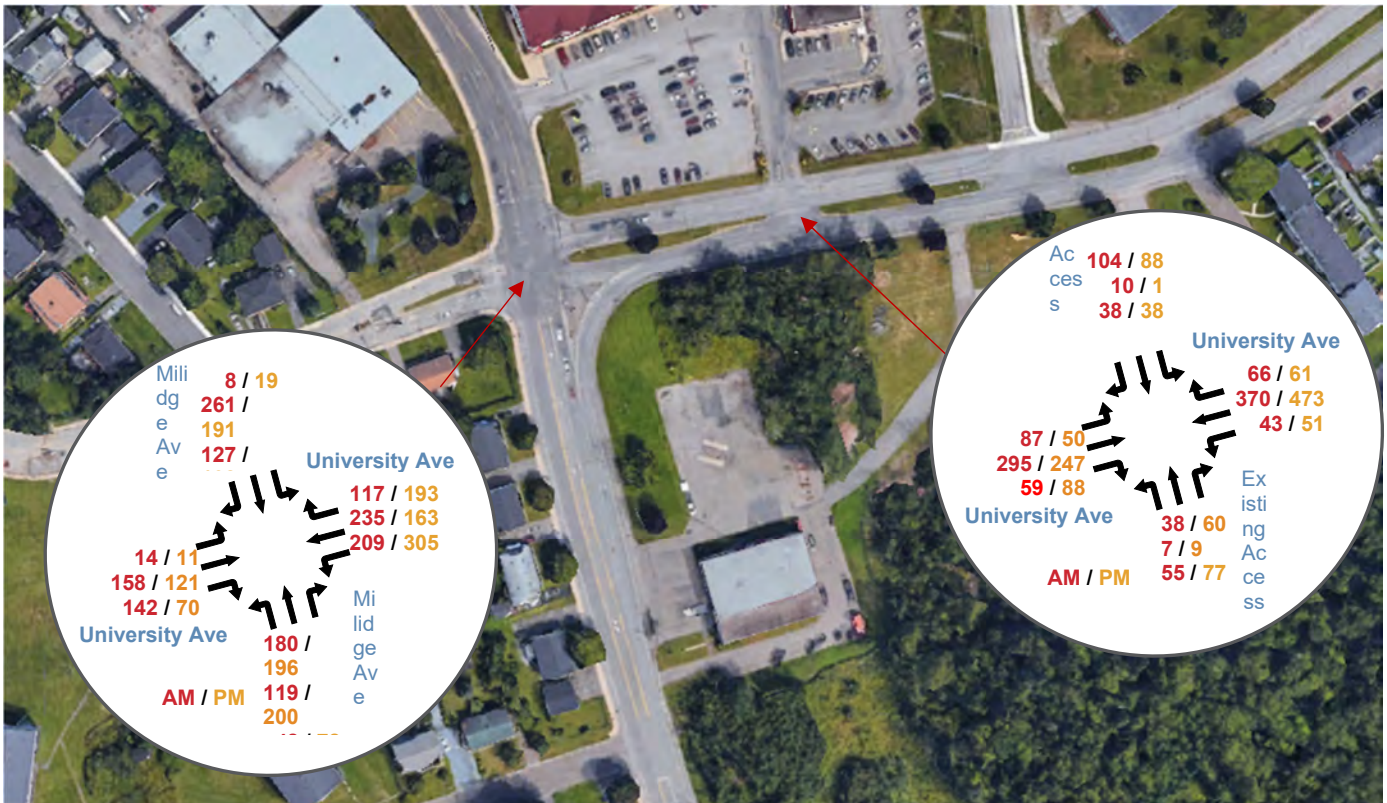 Mili
dg
e
Av
e
8 / 19
261 /
191
127 /
University Ave
117 / 193
235 / 163
209 / 305
14 / 11
158 / 121
142 / 70
University Ave
180 /
196
119 /
200
Mi
lid
ge
Av
e
AM / PM
Ac
ces
s
104 / 88
10 / 1
38 / 38
University Ave
66 / 61
370 / 473
43 / 51
87 / 50
295 / 247
59 / 88
University Ave
38 / 60
7 / 9
55 / 77
Ex
isti
ng
Ac
ce
ss
AM / PM